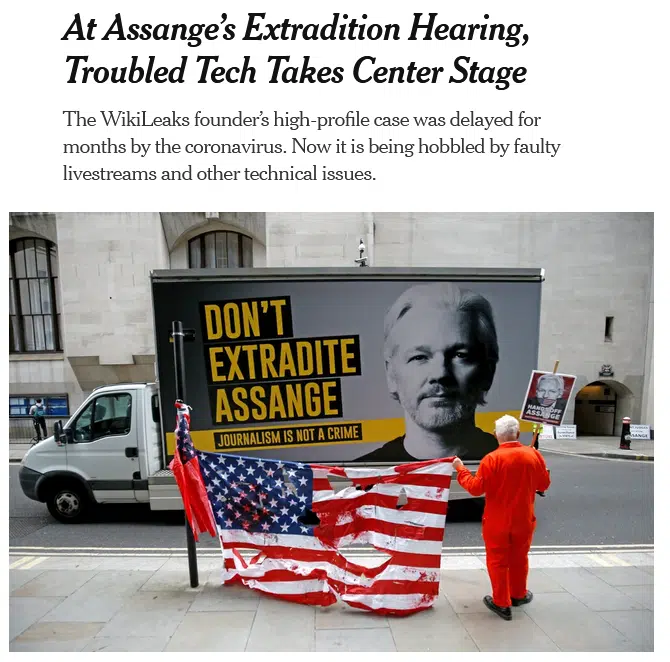 At Assange’s Extradition Hearing,
Troubled Tech Takes Center Stage
The WikiLeaks founder’s high-profile case was delayed for
months by the coronavirus. Now it is being hobbled by faulty
livestreams and other technical issues.
DON’T
EXTRADITE
ASSANGE
JOURNALISM IS NOT A CRIME
HANDS OFF
ASSANGE